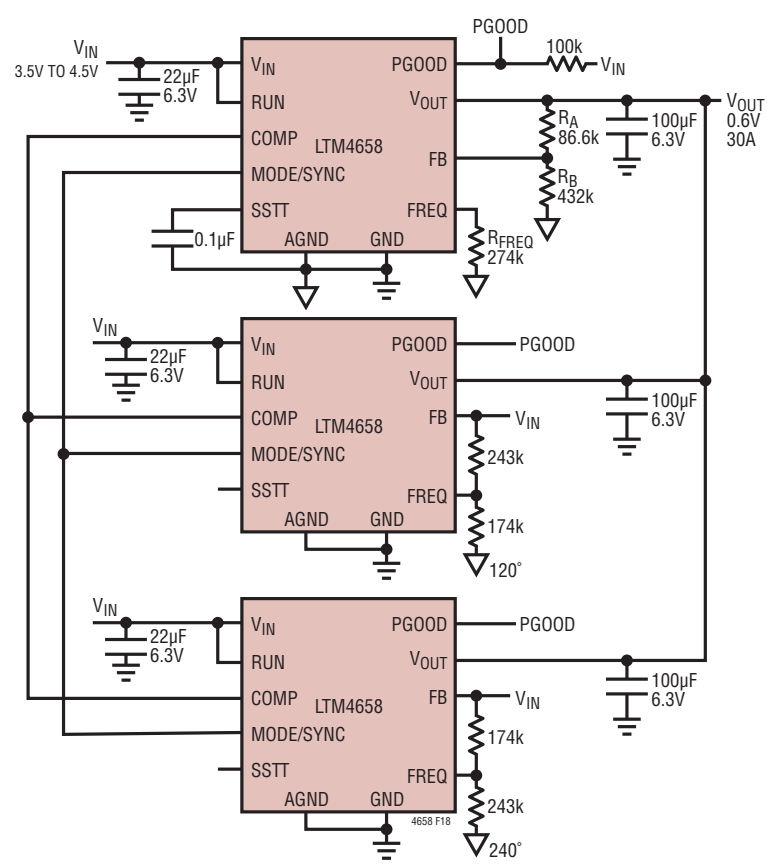 PGOOD
100k
VIN
VIN
3.5V TO 4.5V
22µF
6.3V
VIN
RUN
COMP
MODE/SYNC
SSTT
0.1µF
LTM4658
AGND
GND
PGOOD
VOUT
FB
FREQ
RA
86.6k
RB
432k
RFREQ
274k
100µF
6.3V
VOUT
0.6V
30A
VIN
22µF
6.3V
VIN
RUN
COMP
MODE/SYNC
SSTT
LTM4658
AGND
GND
PGOOD
VOUT
FB
FREQ
PGOOD
VIN
243k
174k
120°
100µF
6.3V
VIN
22µF
6.3V
VIN
RUN
COMP
MODE/SYNC
SSTT
LTM4658
AGND
GND
PGOOD
VOUT
FB
FREQ
PGOOD
VIN
174k
243k
240°
100µF
6.3V
4658 F18